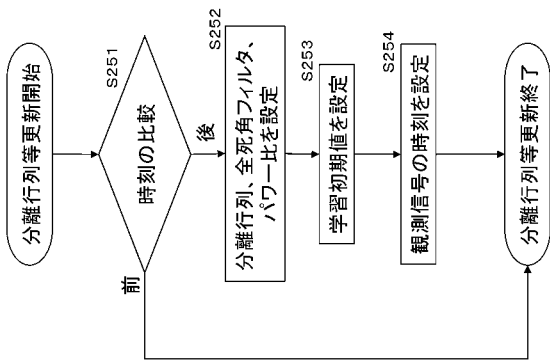 分離行列等更新開始
S251
時刻の比較
前
後
S252
分離行列、全死角フィルタ、
パワー比を設定
S253
学習初期値を設定
S254
観測信号の時刻を設定
分離行列等更新終了